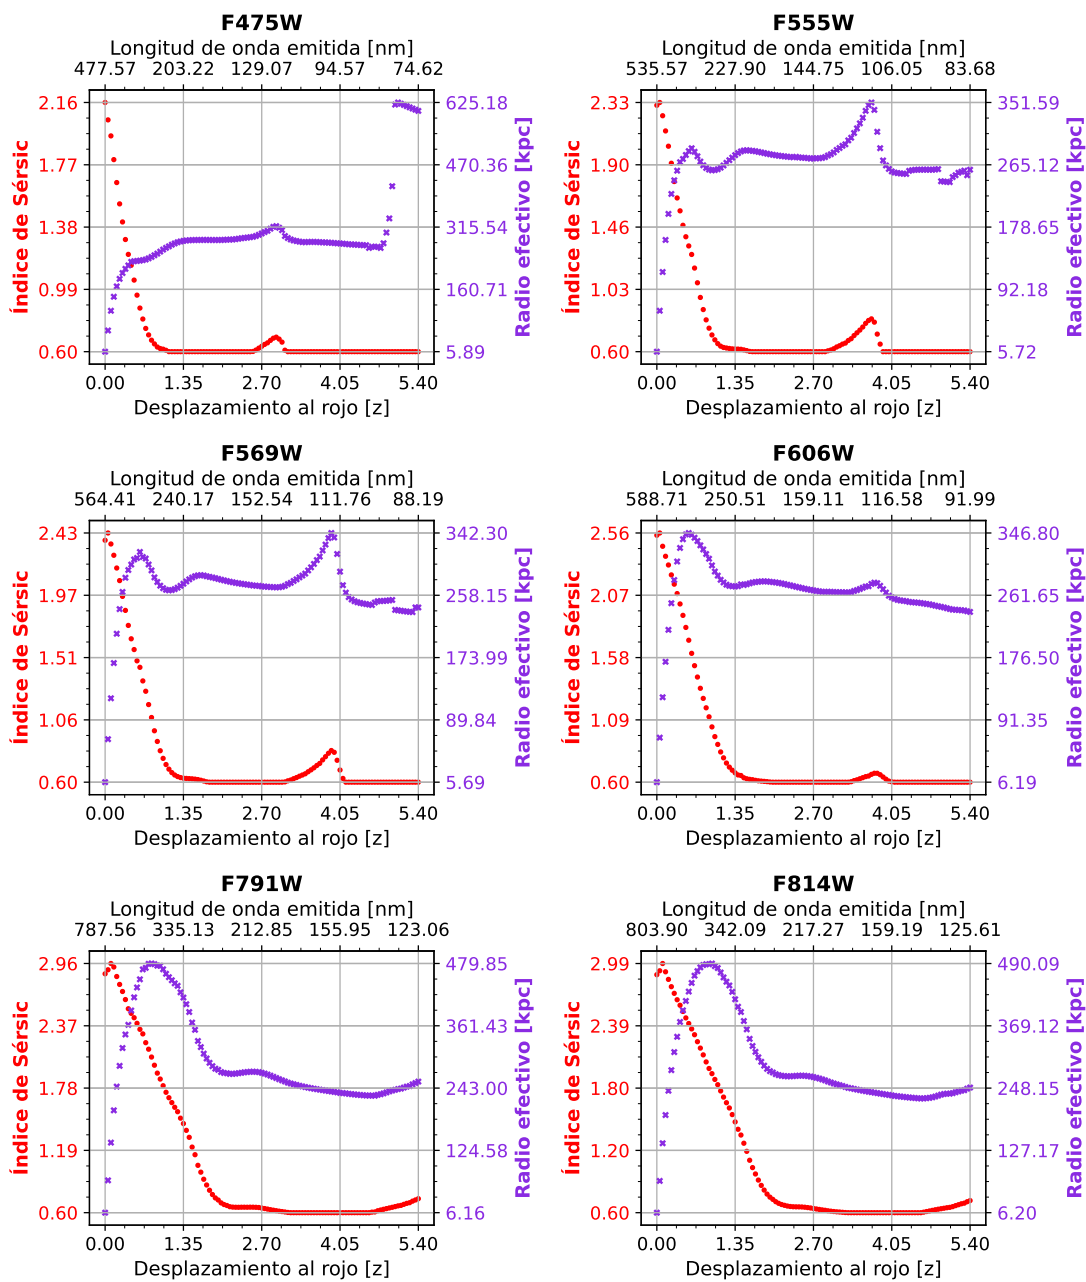 F475W
Longitud de onda emitida [nm]
477.57 203.22 129.07 94.57 74.62
Índice de Sérsic
2.16
1.77
1.38
0.99
0.60
625.18
470.36
315.54
160.71
5.89
Radio efectivo [kpc]
0.00 1.35 2.70 4.05 5.40
Desplazamiento al rojo [z]
F555W
Longitud de onda emitida [nm]
535.57 227.90 144.75 106.05 83.68
Índice de Sérsic
2.33
1.90
1.46
1.03
0.60
351.59
265.12
178.65
92.18
5.72
Radio efectivo [kpc]
0.00 1.35 2.70 4.05 5.40
Desplazamiento al rojo [z]
F569W
Longitud de onda emitida [nm]
564.41 240.17 152.54 111.76 88.19
Índice de Sérsic
2.43
1.97
1.51
1.06
0.60
342.30
258.15
173.99
89.84
5.69
Radio efectivo [kpc]
0.00 1.35 2.70 4.05 5.40
Desplazamiento al rojo [z]
F606W
Longitud de onda emitida [nm]
588.71 250.51 159.11 116.58 91.99
Índice de Sérsic
2.56
2.07
1.58
1.09
0.60
346.80
261.65
176.50
91.35
6.19
Radio efectivo [kpc]
0.00 1.35 2.70 4.05 5.40
Desplazamiento al rojo [z]
F791W
Longitud de onda emitida [nm]
787.56 335.13 212.85 155.95 123.06
Índice de Sérsic
2.96
2.37
1.78
1.19
0.60
479.85
361.43
243.00
124.58
6.16
Radio efectivo [kpc]
0.00 1.35 2.70 4.05 5.40
Desplazamiento al rojo [z]
F814W
Longitud de onda emitida [nm]
803.90 342.09 217.27 159.19 125.61
Índice de Sérsic
2.99
2.39
1.80
1.20
0.60
490.09
369.12
248.15
127.17
6.20
Radio efectivo [kpc]
0.00 1.35 2.70 4.05 5.40
Desplazamiento al rojo [z]